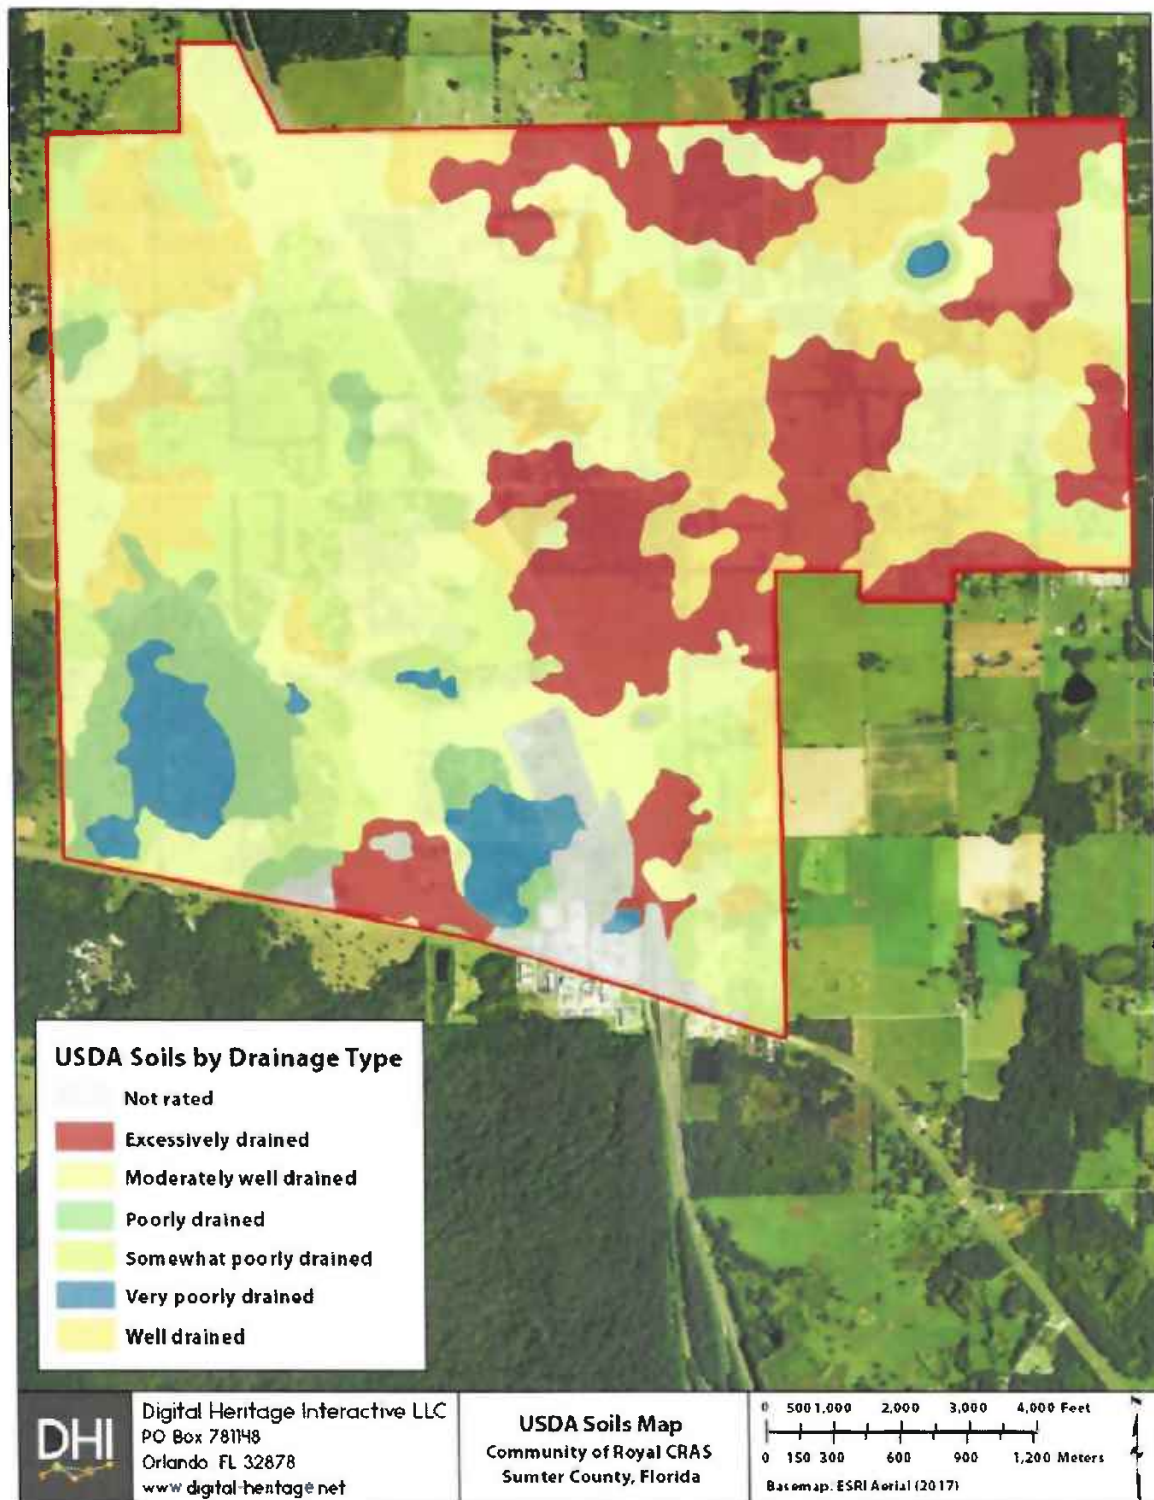 USDA Soils by Drainage Type
Not rated
Excessively drained
Moderately well drained
Poorly drained
Somewhat poorly drained
Very poorly drained
Well drained
DHI
Digital Heritage Interactive LLC
PO Box 781148
Orlando FL 32878
www digital-heritage net
USDA Soils Map
Community of Royal CRAS
Sumter County, Florida
0 500 1,000 2,000 3,000 4,000 Feet
0 150 300 600 900 1,200 Meters
Basemap: ESRI Aerial (2017)